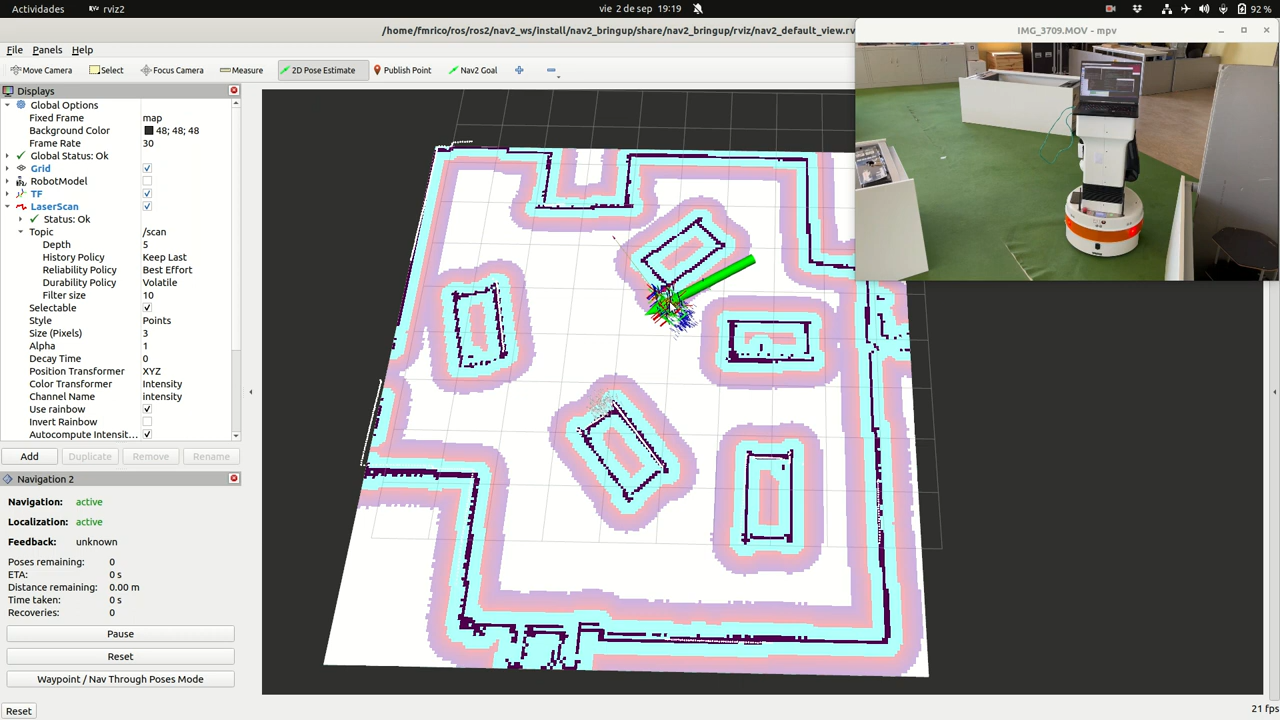 Actividades
rviz2
vie 2 de sep 19:19
92 %
/home/fmrico/ros/ros2/nav2_ws/install/nav2_bringup/share/nav2_bringup/rviz/nav2_default_view.rv
IMG_3709.MOV - mpv
File Panels Help
Move Camera Select Focus Camera Measure 2D Pose Estimate Publish Point Nav2 Goal
Displays
Global Options
Fixed Frame map
Background Color 48; 48; 48
Frame Rate 30
Global Status: Ok
Grid
RobotModel
TF
LaserScan
Status: Ok
Topic /scan
Depth 5
History Policy Keep Last
Reliability Policy Best Effort
Durability Policy Volatile
Filter size 10
Selectable
Style Points
Size (Pixels) 3
Alpha 1
Decay Time 0
Position Transformer XYZ
Color Transformer Intensity
Channel Name intensity
Use rainbow
Invert Rainbow
Autocompute Intensit...
Add Duplicate Remove Rename
Navigation 2
Navigation: active
Localization: active
Feedback: unknown
Poses remaining: 0
ETA: 0 s
Distance remaining: 0.00 m
Time taken: 0 s
Recoveries: 0
Pause
Reset
Waypoint / Nav Through Poses Mode
Reset
21 fps